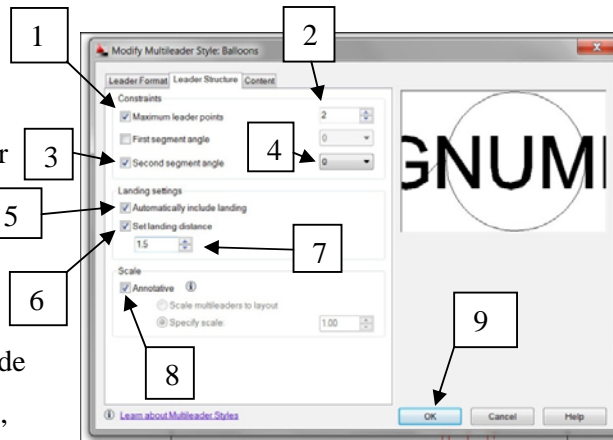 1
2
Modify Multileader Style: Balloons
Leader Format Leader Structure Content
Constraints
Maximum leader points 2
First segment angle 0
r
3
Second segment angle
4
0
GNUM
Landing settings
5
Automatically include landing
Set landing distance
1.5
7
6
Scale
Annotative
Scale multileaders to layout
Specify scale: 1.00
8
9
de
Learn about Multileader Styles
OK Cancel Help
,